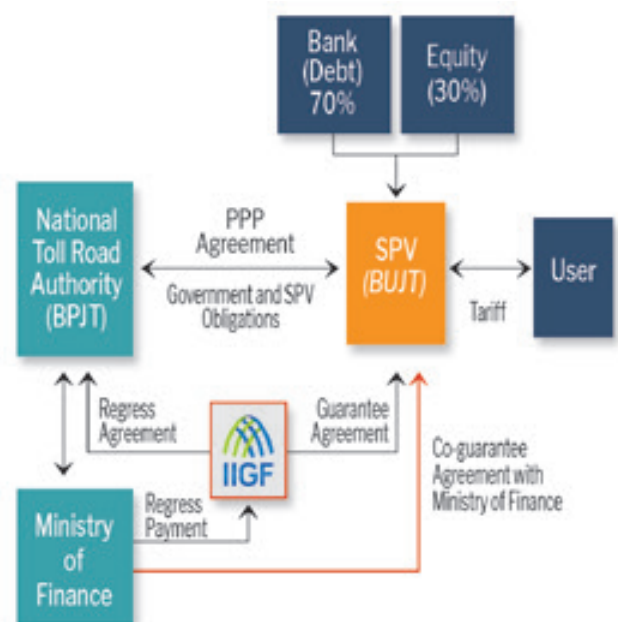 Bank
(Debt)
70%
Equity
(30%)
National
Toll Road
Authority
(BPJT)
PPP
Agreement
Government and SPV
Obligations
SPV
(BUJT)
Tariff
User
Regress
Agreement
IIGF
Guarantee
Agreement
Co-guarantee
Agreement with
Ministry of Finance
Regress
Payment
Ministry
of
Finance